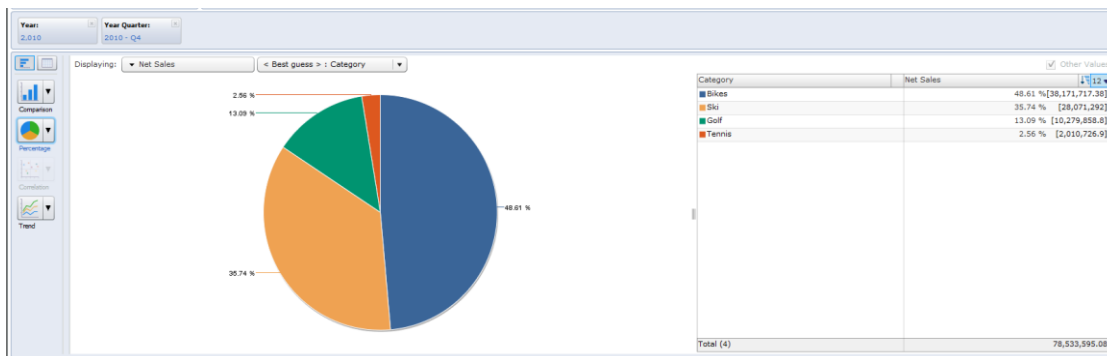 Year: Year Quarter:
2,010 2010 - Q4
Displaying: Net Sales < Best guess > : Category Other Values
Comparison
Percentage
Correlation
Trend
2.56 %
13.09 %
48.61 %
35.74 %
Category Net Sales 12
Bikes 48.61 %[38,171,717.38]
Ski 35.74 % [28,071,292]
Golf 13.09 % [10,279,858.8]
Tennis 2.56 % [2,010,726.9]
Total (4) 78,533,595.08